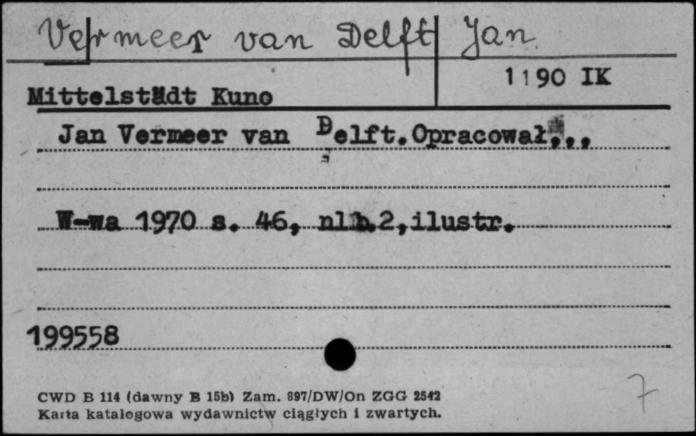 Vermeer van Delft Jan
1190 IK
Mittelstädt Kuno
Jan Vermeer van Delft.Opracował...
W-wa 1970 s. 46, nlb.2,ilustr.
199558
CWD B 114 (dawny B 15b) Zam. 897/DW/On ZGG 2542
Karta katalogowa wydawnictw ciągłych i zwartych.
7